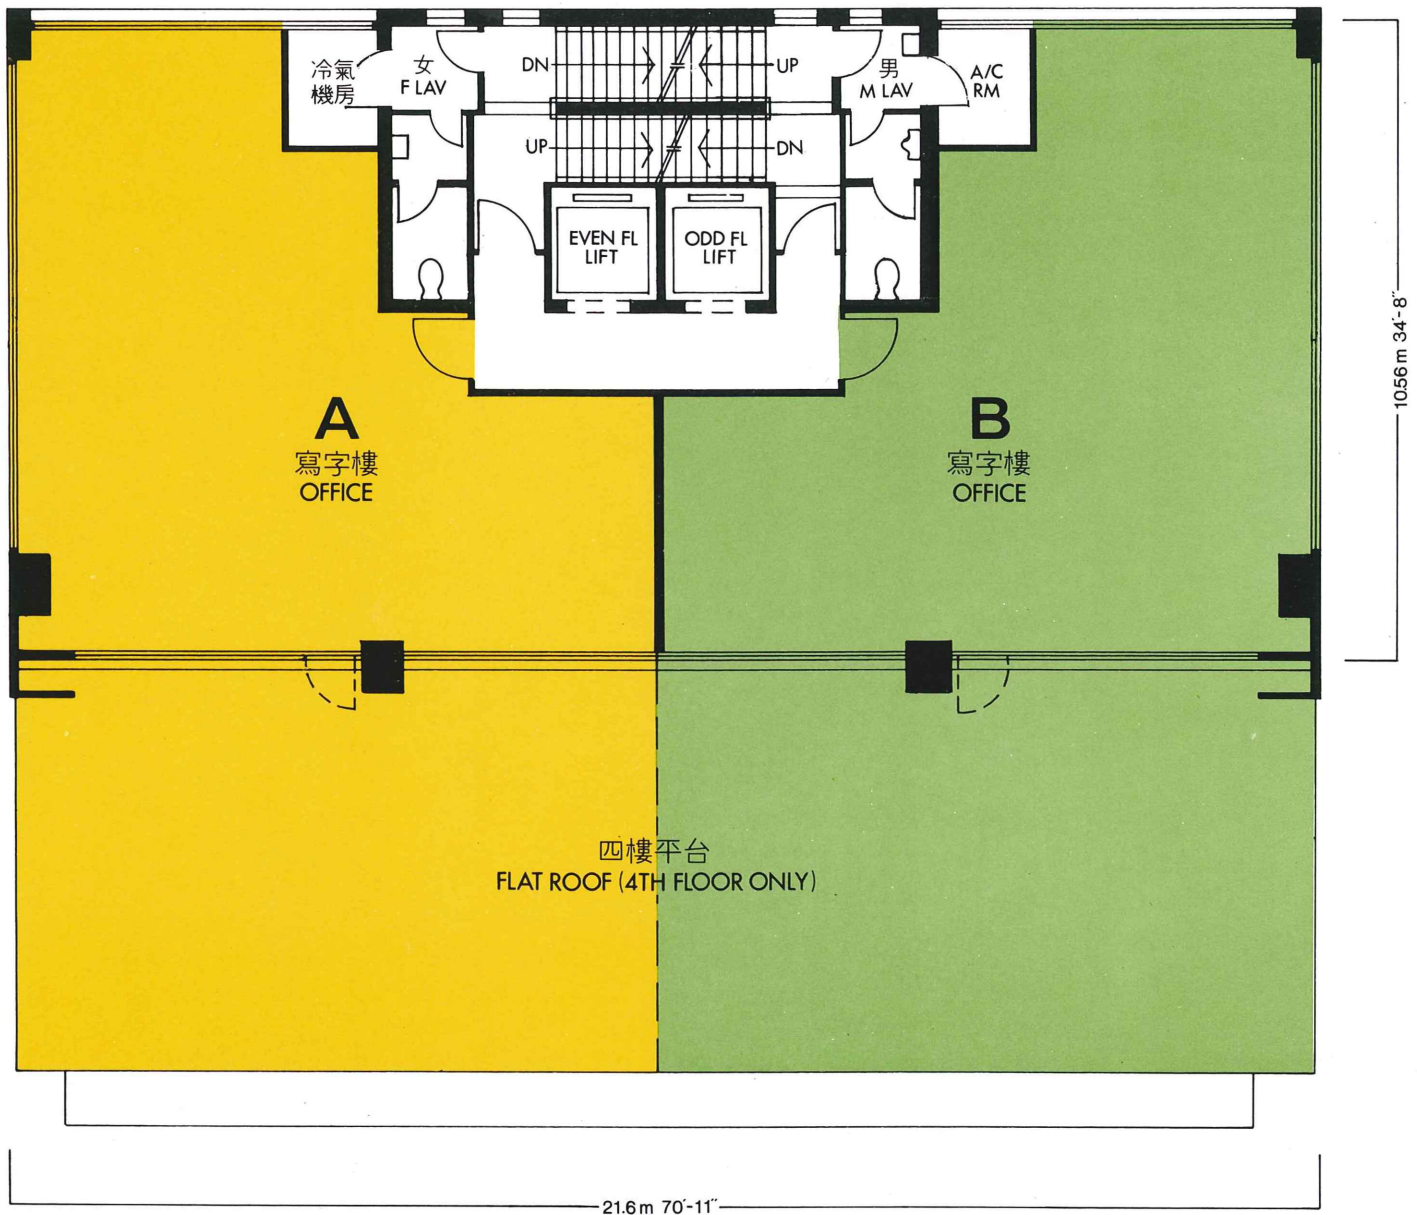 冷氣
機房
女
F LAV
DN
UP
男
M LAV
A/C
RM
UP
DN
EVEN FL
LIFT
ODD FL
LIFT
10.56m 34'-8"
A
寫字樓
OFFICE
B
寫字樓
OFFICE
四樓平台
FLAT ROOF (4TH FLOOR ONLY)
21.6m 70'-11"